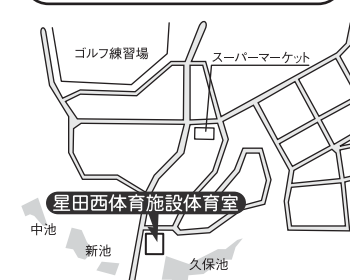 ゴルフ練習場
スーパーマーケット
星田西体育施設体育室
中池
新池
久保池